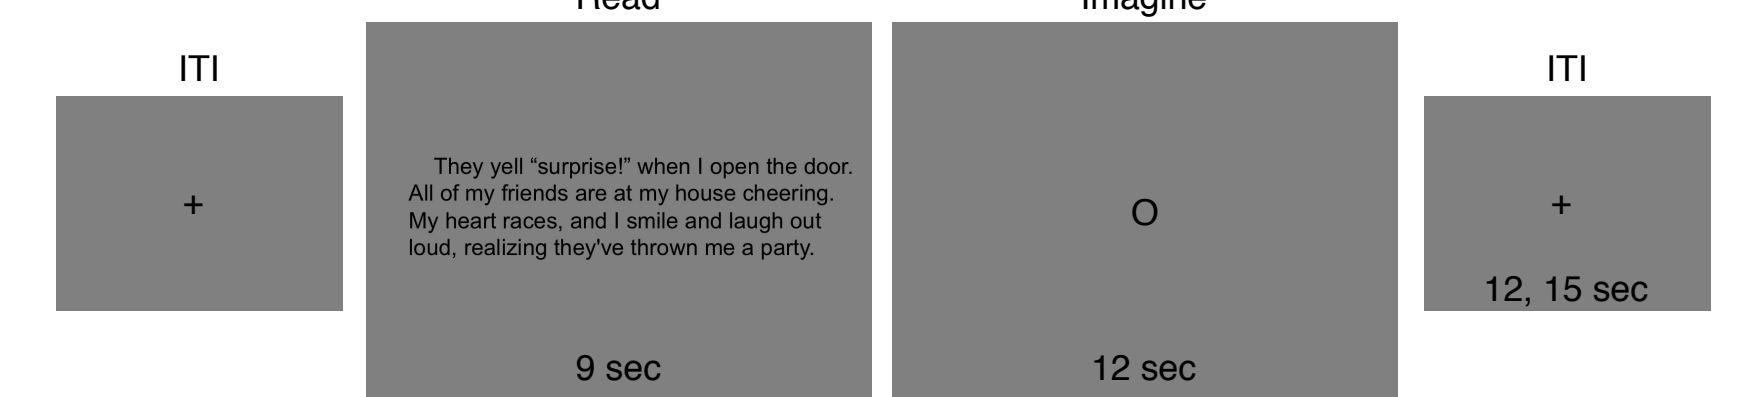 Read
Imagine
ITI
ITI
+
They yell “surprise!” when I open the door.
All of my friends are at my house cheering.
My heart races, and I smile and laugh out
loud, realizing they've thrown me a party.
O
+
12, 15 sec
9 sec
12 sec